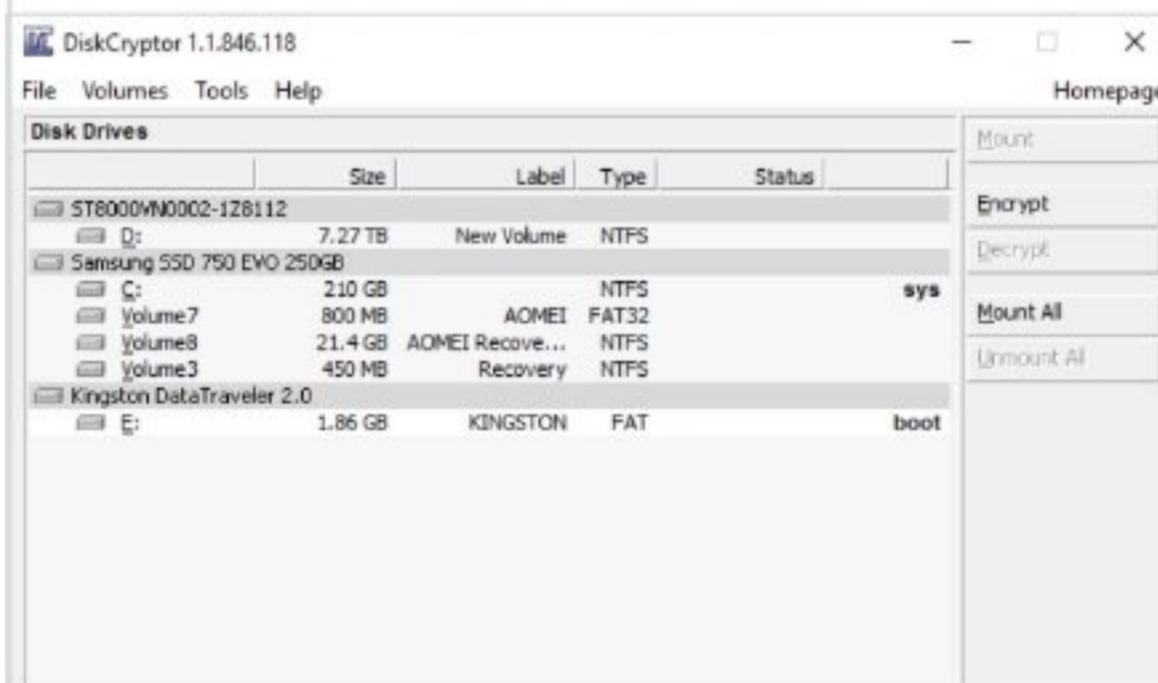 DiskCryptor 1.1.846.118
File Volumes Tools Help Homepage
Disk Drives
Mount
Size Label Type Status
ST8000VN0002-1Z8112
Encrypt
D: 7.27 TB New Volume NTFS
Decrypt
Samsung SSD 750 EVO 250GB
C: 210 GB NTFS sys
Volume7 800 MB AOMEI FAT32
Mount All
Volume8 21.4 GB AOMEI Recove... NTFS
Volume3 450 MB Recovery NTFS
Unmount All
Kingston DataTraveler 2.0
E: 1.86 GB KINGSTON FAT boot